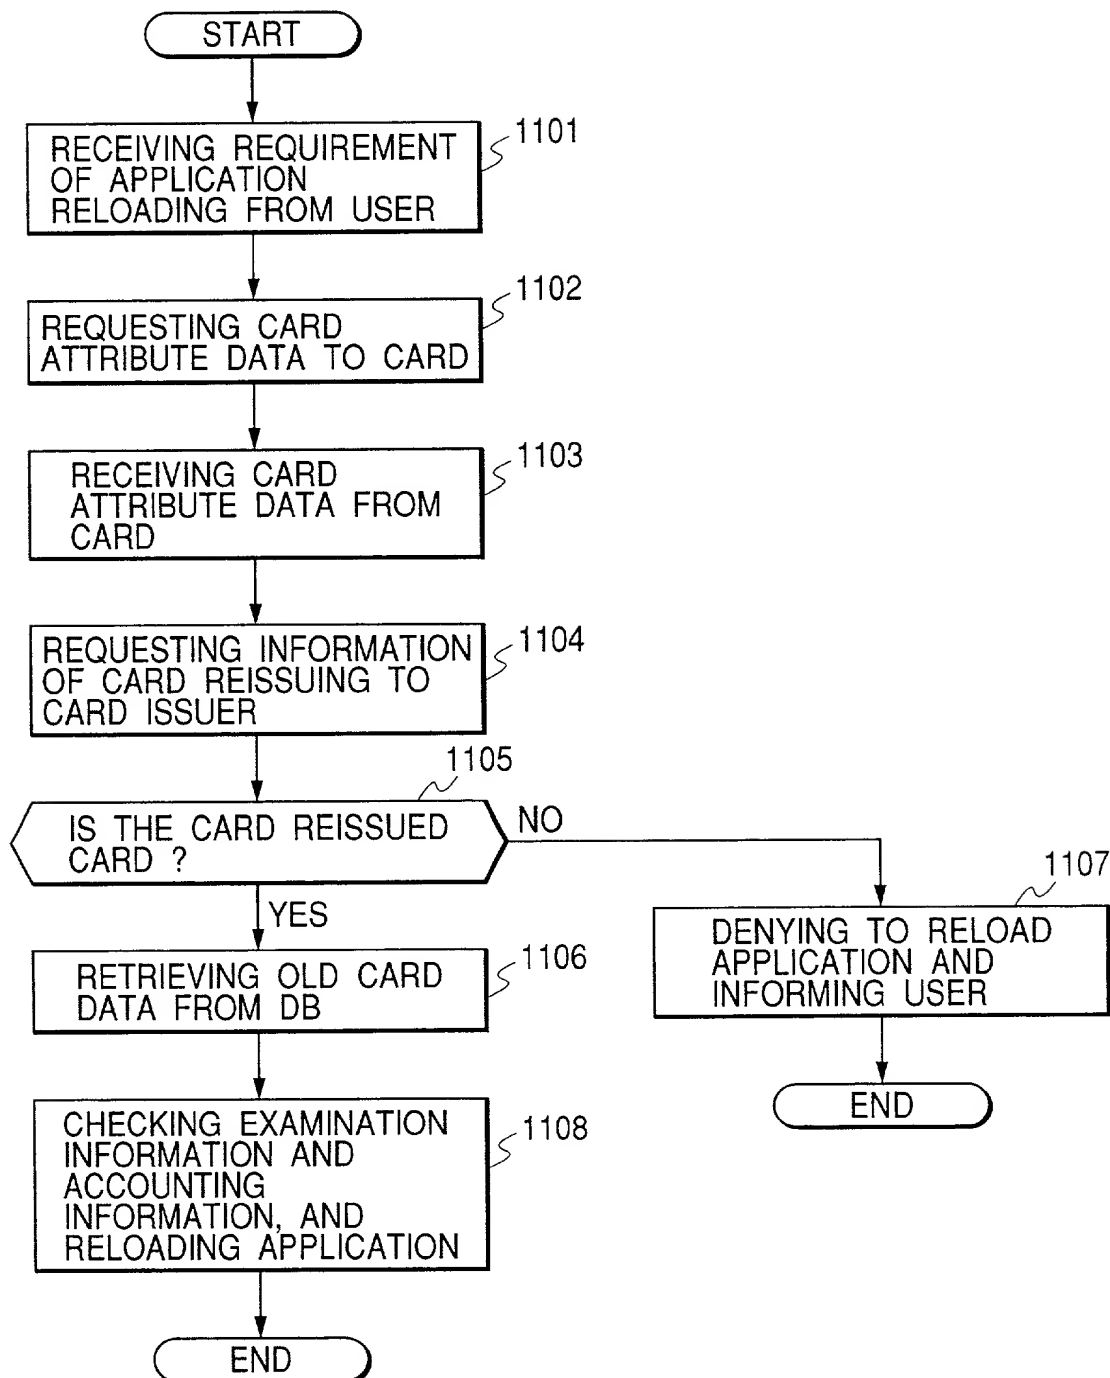 START
1101
RECEIVING REQUIREMENT
OF APPLICATION
RELOADING FROM USER
1102
REQUESTING CARD
ATTRIBUTE DATA TO CARD
1103
RECEIVING CARD
ATTRIBUTE DATA FROM
CARD
1104
REQUESTING INFORMATION
OF CARD REISSUING TO
CARD ISSUER
1105
IS THE CARD REISSUED
CARD ?
NO
YES
1107
DENYING TO RELOAD
APPLICATION AND
INFORMING USER
END
1106
RETRIEVING OLD CARD
DATA FROM DB
1108
CHECKING EXAMINATION
INFORMATION AND
ACCOUNTING
INFORMATION, AND
RELOADING APPLICATION
END